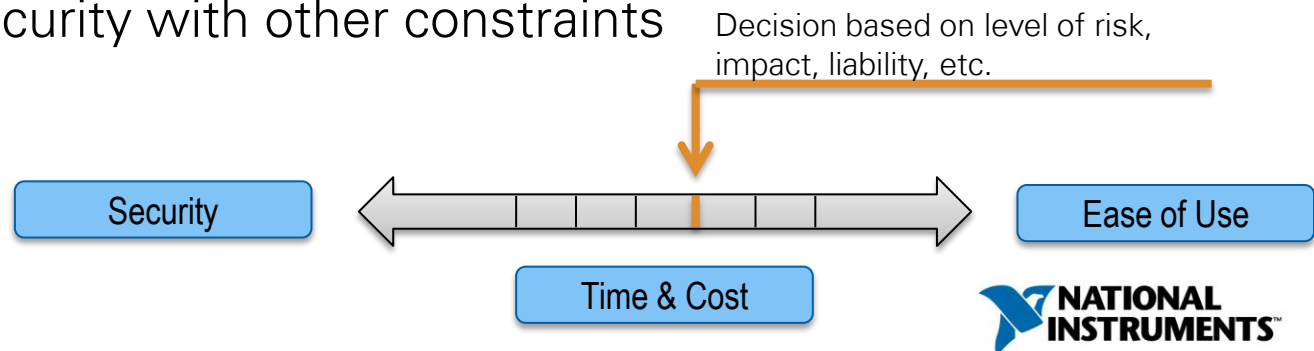 curity with other constraints
Decision based on level of risk,
impact, liability, etc.
Security
Ease of Use
Time & Cost
NATIONAL
INSTRUMENTS™